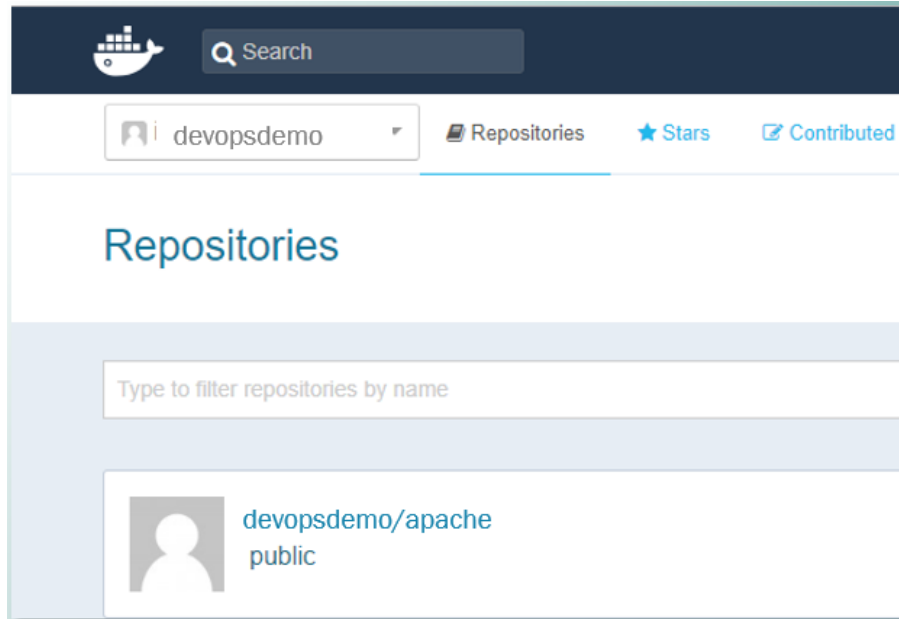 Search
devopsdemo Repositories Stars Contributed
Repositories
Type to filter repositories by name
devopsdemo/apache
public